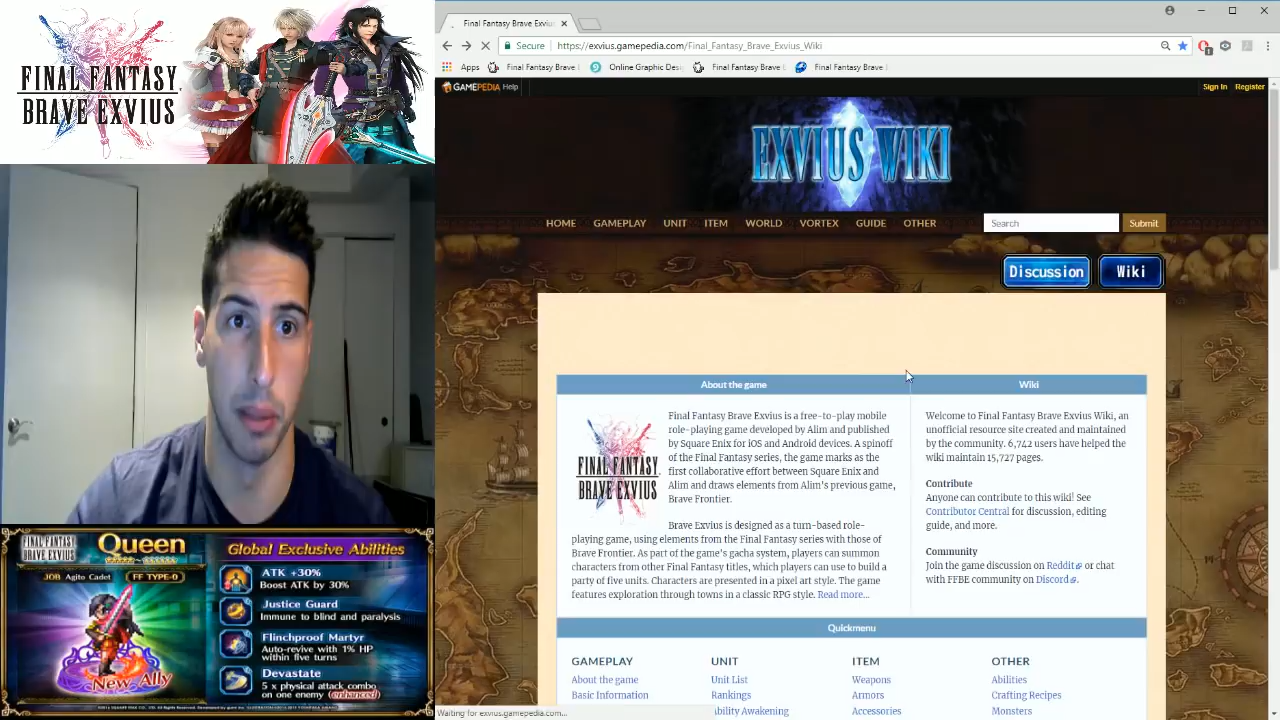 FINAL FANTASY
BRAVE EXVIUS
FINAL FANTASY
BRAVE EXVIUS
Queen
JOB Agito Cadet
FF TYPE-0
New Ally
Global Exclusive Abilities
ATK +30%
Boost ATK by 30%
Justice Guard
Immune to blind and paralysis
Flinchproof Martyr
Auto-revive with 1% HP
within five turns
Devastate
5 x physical attack combo
on one enemy (enhanced)
Final Fantasy Brave Exviu
Secure
https://exvius.gamepedia.com/Final_Fantasy_Brave_Exvius_Wiki
Apps
Final Fantasy Brave
Online Graphic Desi
Final Fantasy Brave
Final Fantasy Brave
GAMEPEDIA Help
Sign In Register
EXVIUS WIKI
HOME GAMEPLAY UNIT ITEM WORLD VORTEX GUIDE OTHER
Search
Submit
Discussion
Wiki
About the game
FINAL FANTASY
BRAVE EXVIUS
Final Fantasy Brave Exvius is a free-to-play mobile
role-playing game developed by Alim and published
by Square Enix for iOS and Android devices. A spinoff
of the Final Fantasy series, the game marks as the
first collaborative effort between Square Enix and
Alim and draws elements from Alim's previous game,
Brave Frontier.
Brave Exvius is designed as a turn-based role-
playing game, using elements from the Final Fantasy series with those of
Brave Frontier. As part of the game's gacha system, players can summon
characters from other Final Fantasy titles, which players can use to build a
party of five units. Characters are presented in a pixel art style. The game
features exploration through towns in a classic RPG style. Read more...
Wiki
Welcome to Final Fantasy Brave Exvius Wiki, an
unofficial resource site created and maintained
by the community. 6,742 users have helped the
wiki maintain 15,727 pages.
Contribute
Anyone can contribute to this wiki! See
Contributor Central for discussion, editing
guide, and more.
Community
Join the game discussion on Reddit or chat
with FFBE community on Discord.
Quickmenu
GAMEPLAY
About the game
Basic Information
UNIT
Unit List
Rankings
ITEM
Weapons
Armors
Accessories
OTHER
Abilities
Crafting Recipes
Monsters
Waiting for exvius.gamepedia.com...